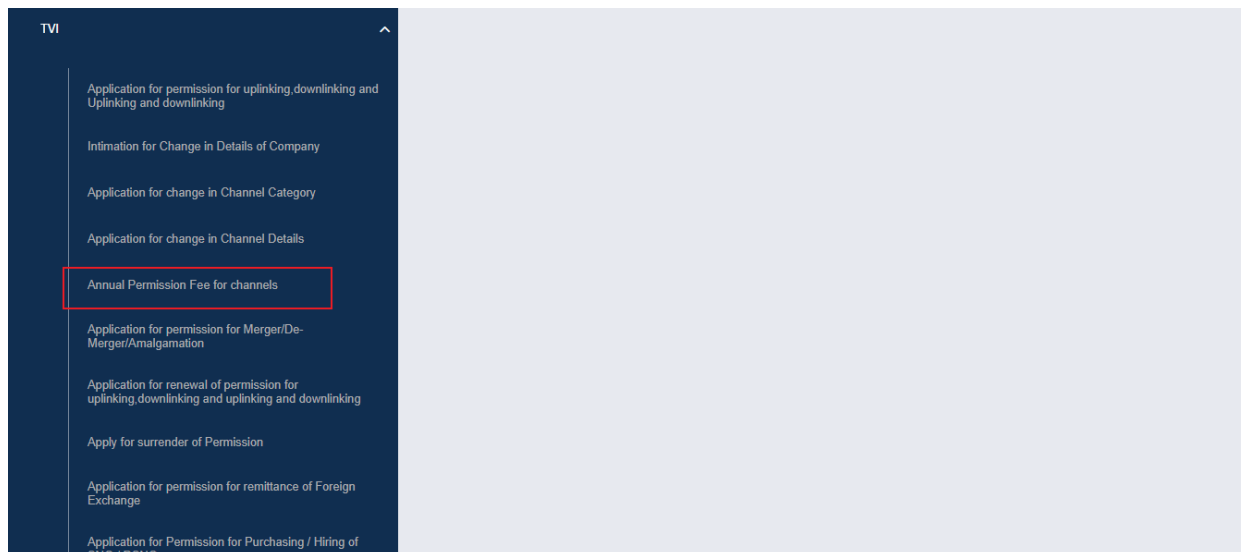 TVI
Application for permission for uplinking,downlinking and
Uplinking and downlinking
Intimation for Change in Details of Company
Application for change in Channel Category
Application for change in Channel Details
Annual Permission Fee for channels
Application for permission for Merger/De-
Merger/Amalgamation
Application for renewal of permission for
uplinking,downlinking and uplinking and downlinking
Apply for surrender of Permission
Application for permission for remittance of Foreign
Exchange
Application for Permission for Purchasing / Hiring of